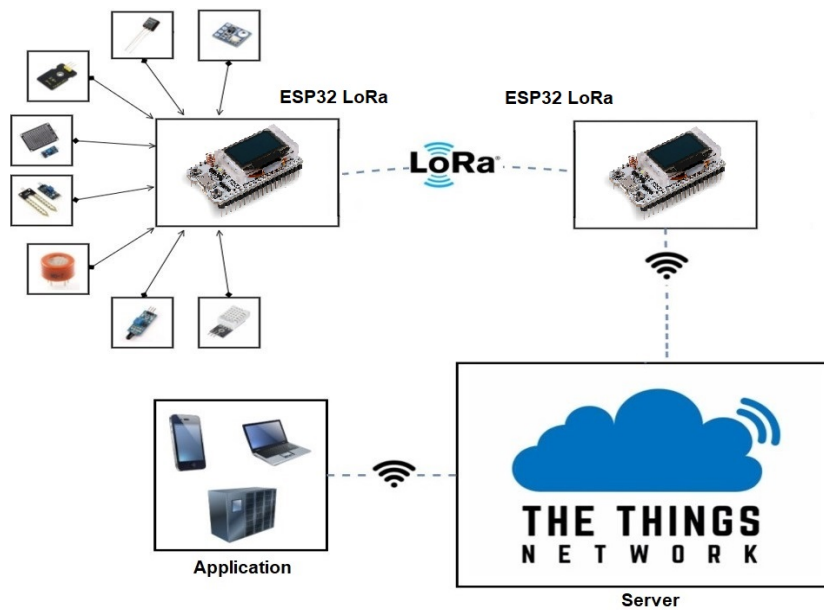 ESP32 LoRa
ESP32 LoRa
LoRa®
THE THINGS
NETWORK
Application
Server